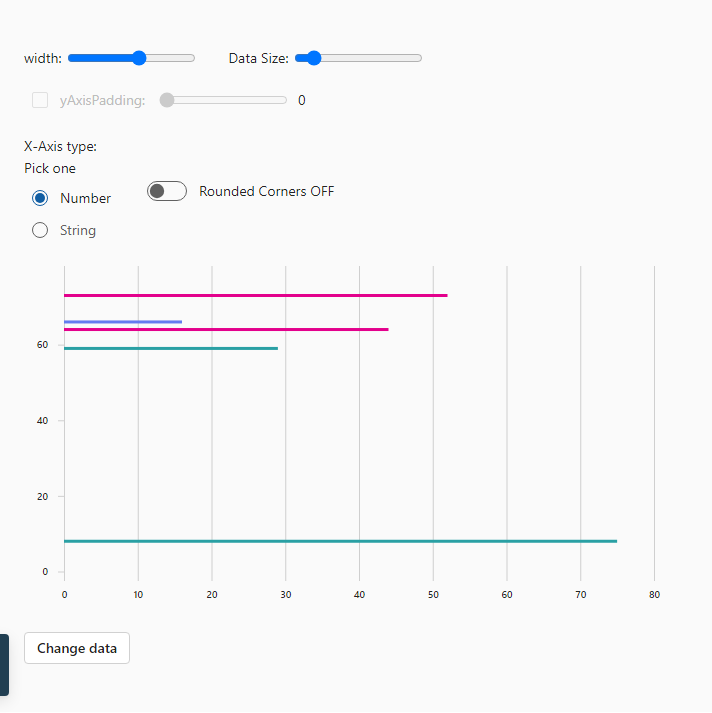 width: Data Size:
yAxisPadding: 0
X-Axis type:
Pick one
Number
Rounded Corners OFF
String
60
40
20
0
0 10 20 30 40 50 60 70 80
Change data